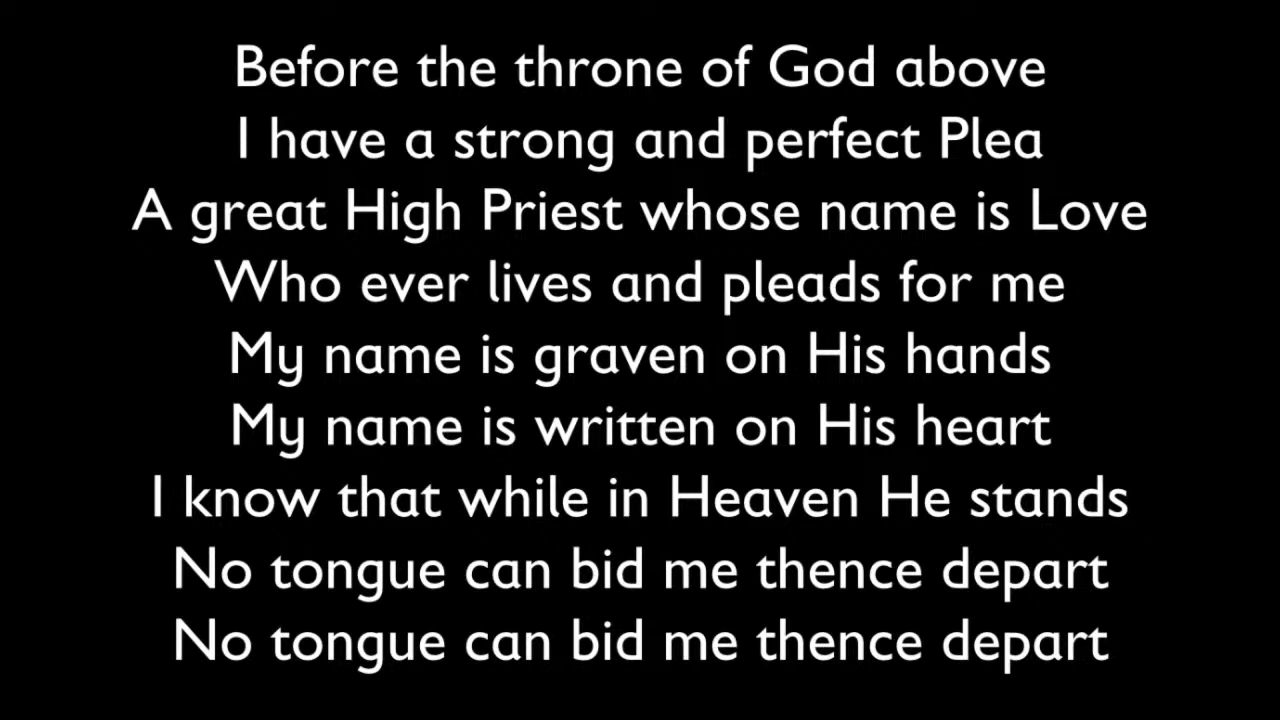 Before the throne of God above
I have a strong and perfect Plea
A great High Priest whose name is Love
Who ever lives and pleads for me
My name is graven on His hands
My name is written on His heart
I know that while in Heaven He stands
No tongue can bid me thence depart
No tongue can bid me thence depart